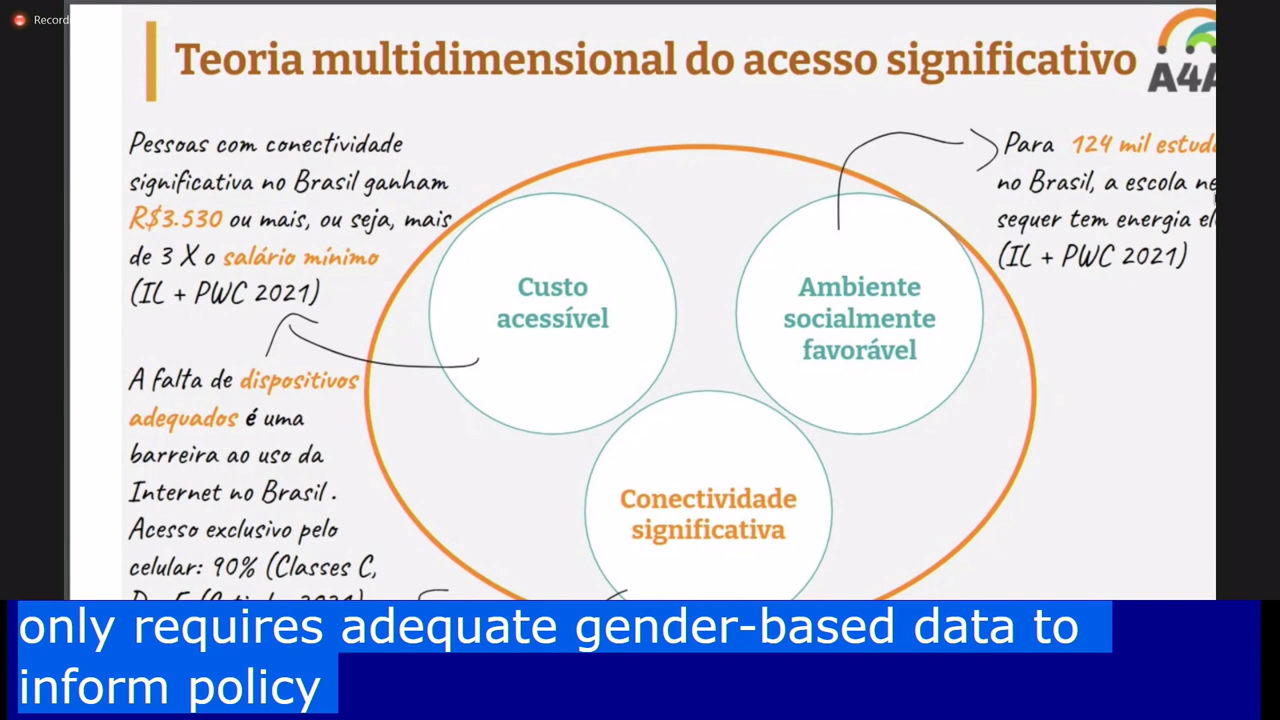 Teoria multidimensional do acesso significativo
Pessoas com conectividade
significativa no Brasil ganham
R$3.530 ou mais, ou seja, mais
de 3 X o salário mínimo
(IL + PWC 2021)
A falta de dispositivos
adequados é uma
barreira ao uso da
Internet no Brasil .
Acesso exclusivo pelo
celular: 90% (Classes C,
Custo
acessível
Ambiente
socialmente
favorável
Conectividade
significativa
Para 124 mil
no Brasil, a escola
sequer tem energia
(IL + PWC 2021)
only requires adequate gender-based data to
inform policy